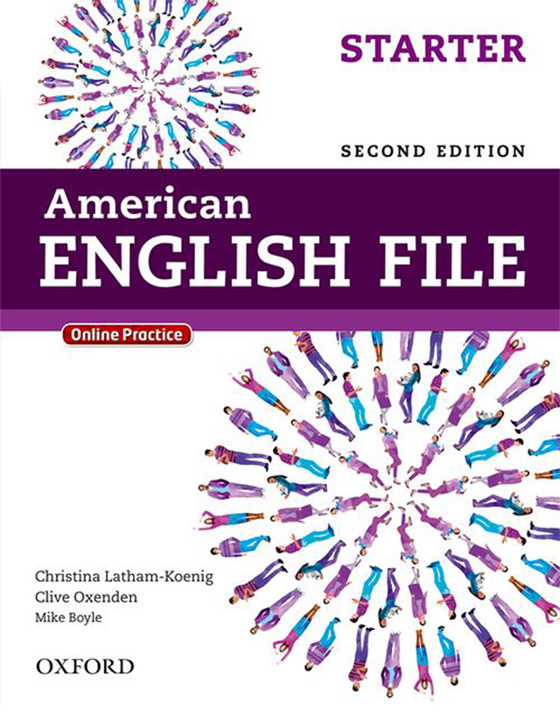 STARTER
SECOND EDITION
American
ENGLISH FILE
Online Practice
Christina Latham-Koenig
Clive Oxenden
Mike Boyle
OXFORD